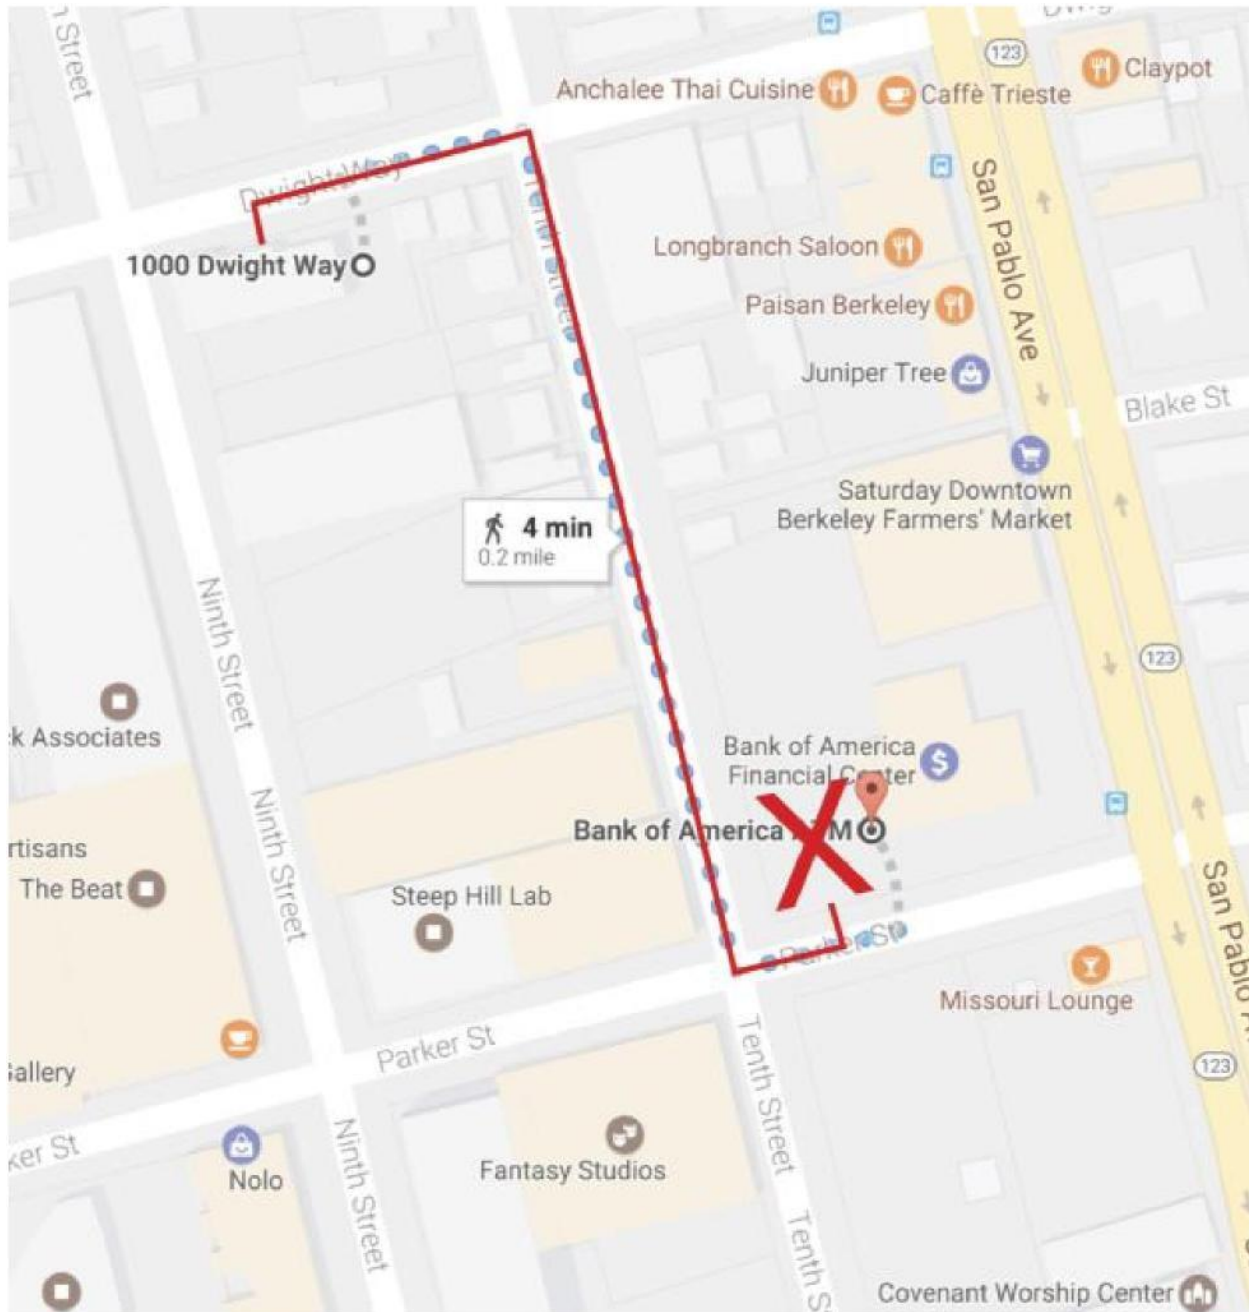 Street
123
Claypot
Anchalee Thai Cuisine
Caffè Trieste
Dwight Way
Tenth Street
San Pablo Ave
Longbranch Saloon
1000 Dwight Way
Paisan Berkeley
Juniper Tree
Blake St
Saturday Downtown
Berkeley Farmers' Market
4 min
0.2 mile
Ninth Street
123
k Associates
Bank of America
Financial Center
$
Ninth Street
Bank of America
M
rtisans
The Beat
Steep Hill Lab
San Pablo
Parker St
Missouri Lounge
Parker St
Tenth Street
123
Gallery
ker St
Ninth Street
Nolo
Fantasy Studios
Tenth S
Covenant Worship Center